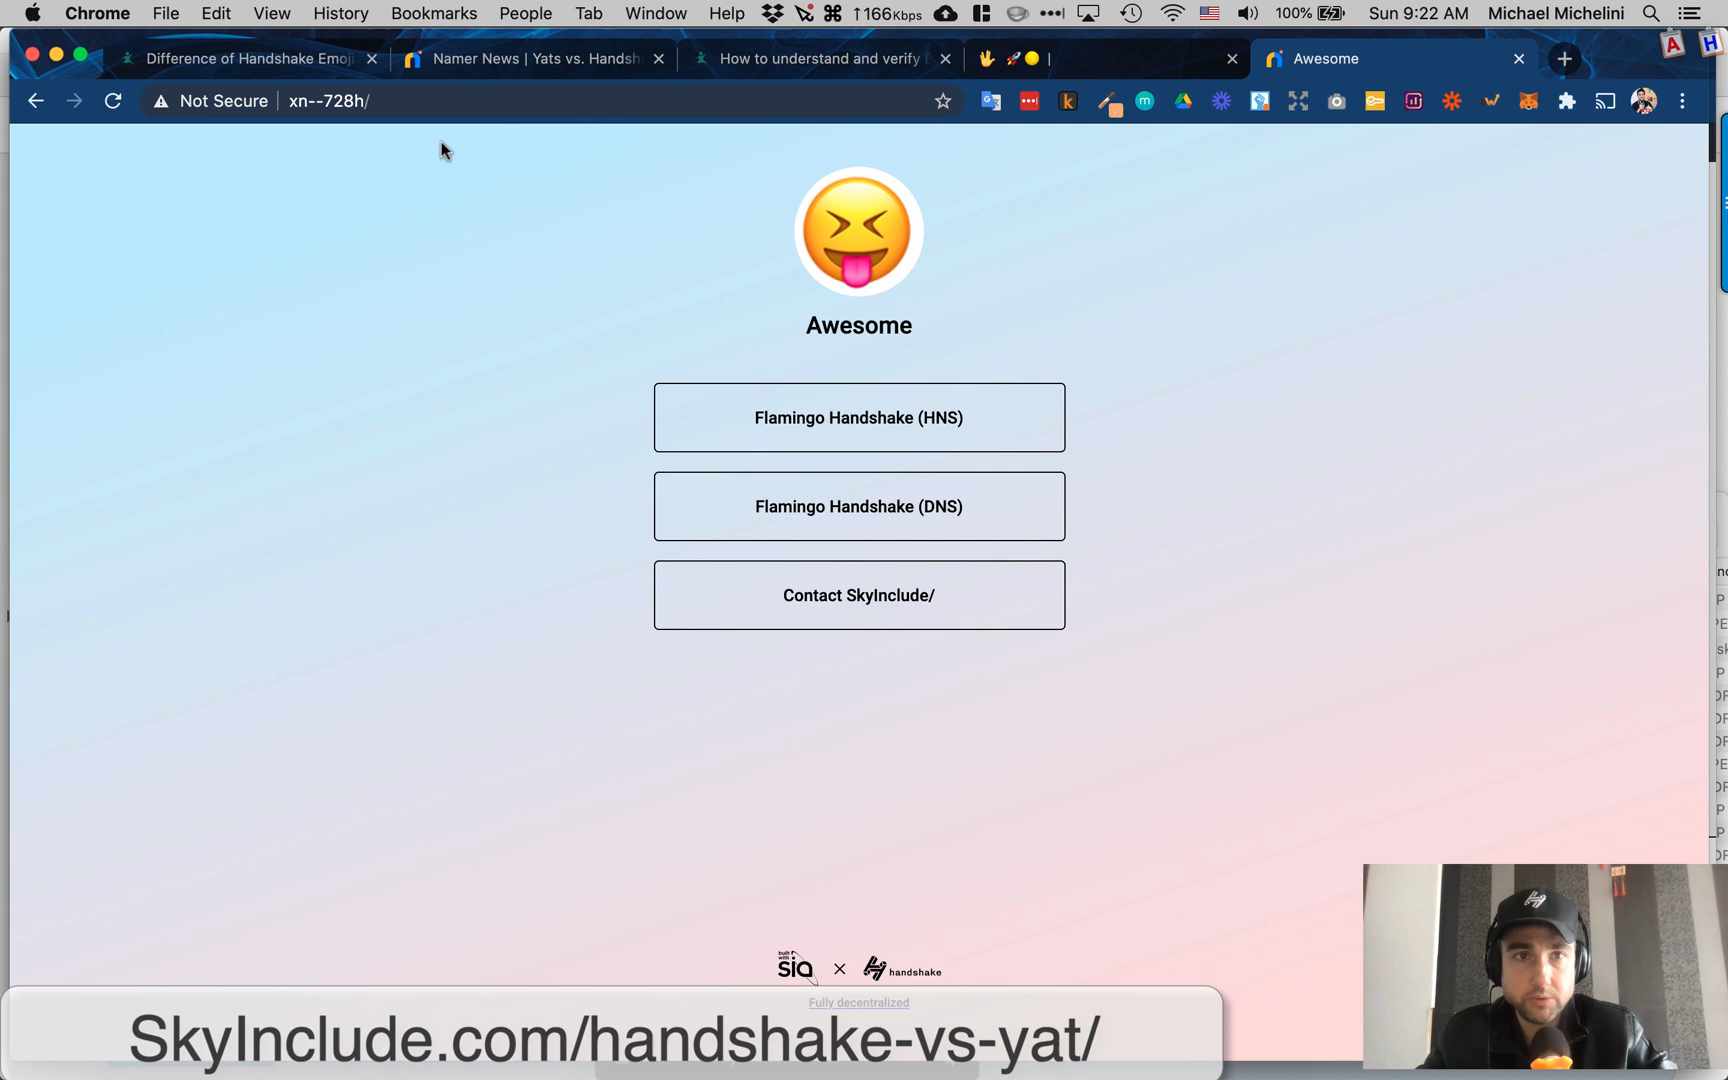 Chrome File Edit View History Bookmarks People Tab Window Help ↑166Kbps 100% Sun 9:22 AM Michael Michelini
Difference of Handshake Emoji Namer News | Yats vs. Handsh How to understand and verify | Awesome
Not Secure xn--728h/
Awesome
Flamingo Handshake (HNS)
Flamingo Handshake (DNS)
Contact SkyInclude/
built with
sia × handshake
Fully decentralized
SkyInclude.com/handshake-vs-yat/